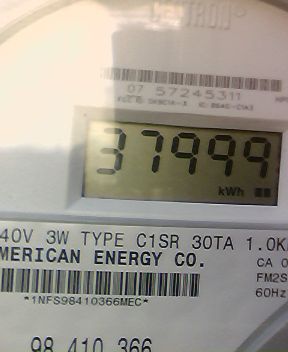 CENTRON®
07 57245311
37999
kWh
40V 3W TYPE C1SR 30TA 1.0K
MERICAN ENERGY CO.
CA 0
FM2S
60Hz
*1NFS98410366MEC*
98 410 366